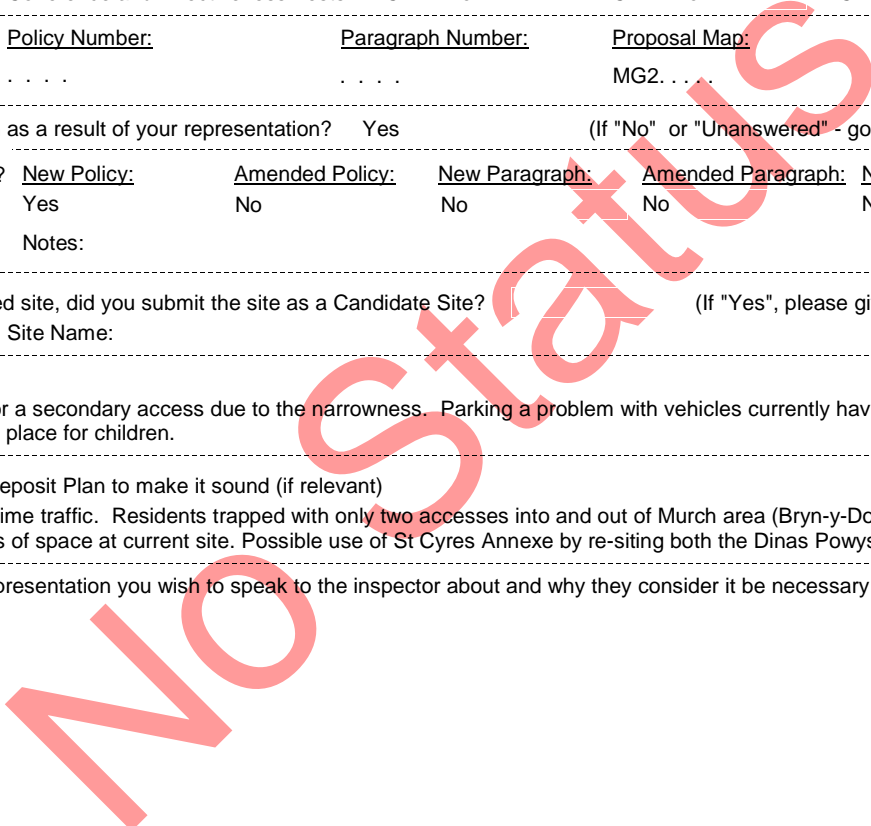 Policy Number: Paragraph Number: Proposal Map:
. . . . . . . . MG2. . . . .
as a result of your representation? Yes (If "No" or "Unanswered" - go
? New Policy: Amended Policy: New Paragraph: Amended Paragraph: N
Yes No No No N
Notes:
ed site, did you submit the site as a Candidate Site? (If "Yes", please gi
Site Name:
or a secondary access due to the narrowness. Parking a problem with vehicles currently hav
place for children.
eposit Plan to make it sound (if relevant)
ime traffic. Residents trapped with only two accesses into and out of Murch area (Bryn-y-Do
s of space at current site. Possible use of St Cyres Annexe by re-siting both the Dinas Powys
presentation you wish to speak to the inspector about and why they consider it be necessary
No Status